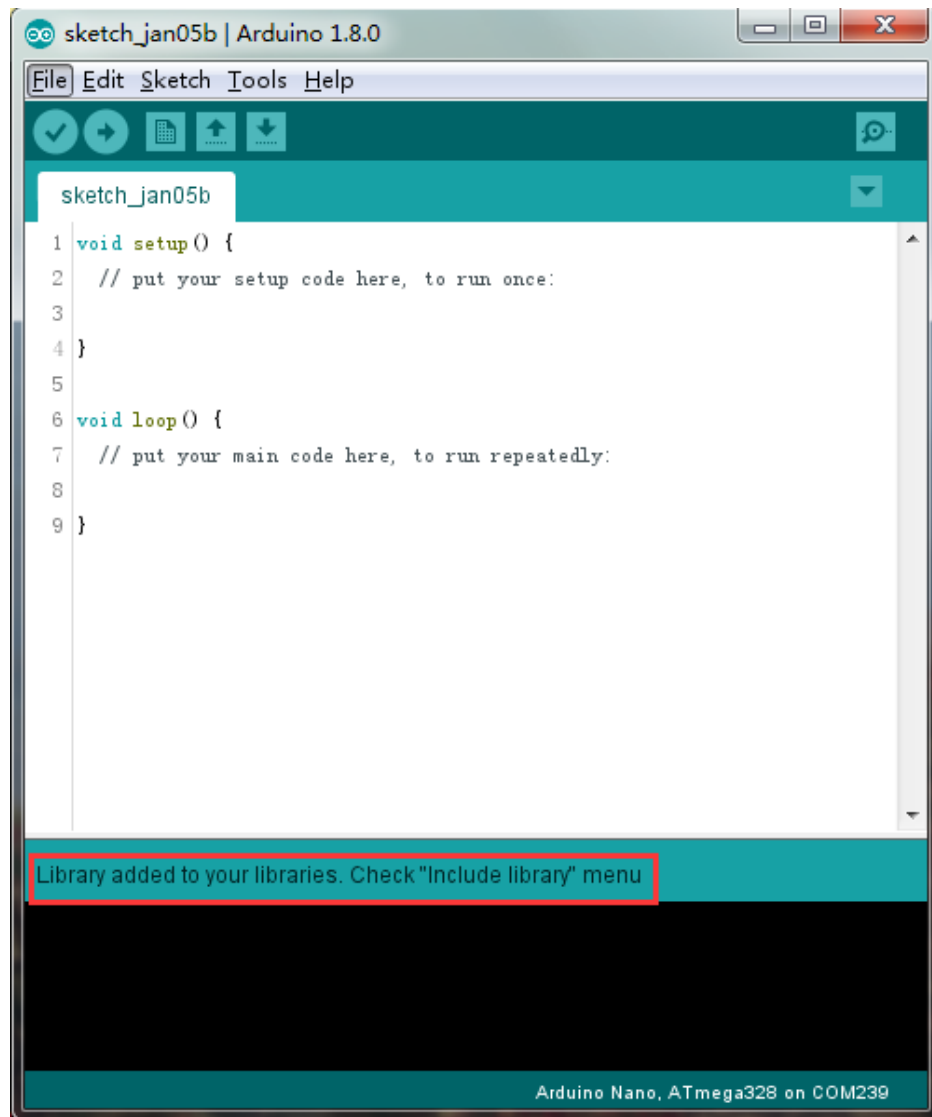 sketch_jan05b | Arduino 1.8.0
File Edit Sketch Tools Help
sketch_jan05b
1 void setup() {
2 // put your setup code here, to run once:
3
4 }
5
6 void loop() {
7 // put your main code here, to run repeatedly:
8
9 }
Library added to your libraries. Check "Include library" menu
Arduino Nano, ATmega328 on COM239